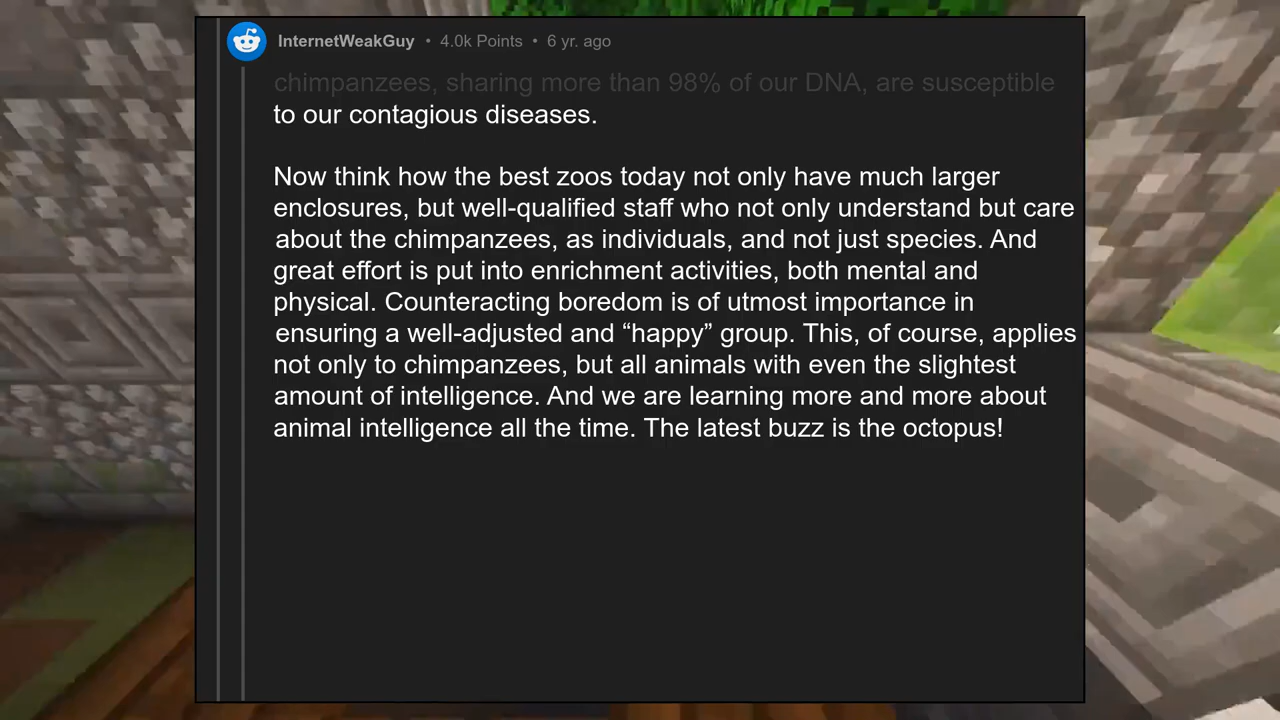 InternetWeakGuy • 4.0k Points • 6 yr. ago
chimpanzees, sharing more than 98% of our DNA, are susceptible
to our contagious diseases.
Now think how the best zoos today not only have much larger
enclosures, but well-qualified staff who not only understand but care
about the chimpanzees, as individuals, and not just species. And
great effort is put into enrichment activities, both mental and
physical. Counteracting boredom is of utmost importance in
ensuring a well-adjusted and “happy” group. This, of course, applies
not only to chimpanzees, but all animals with even the slightest
amount of intelligence. And we are learning more and more about
animal intelligence all the time. The latest buzz is the octopus!